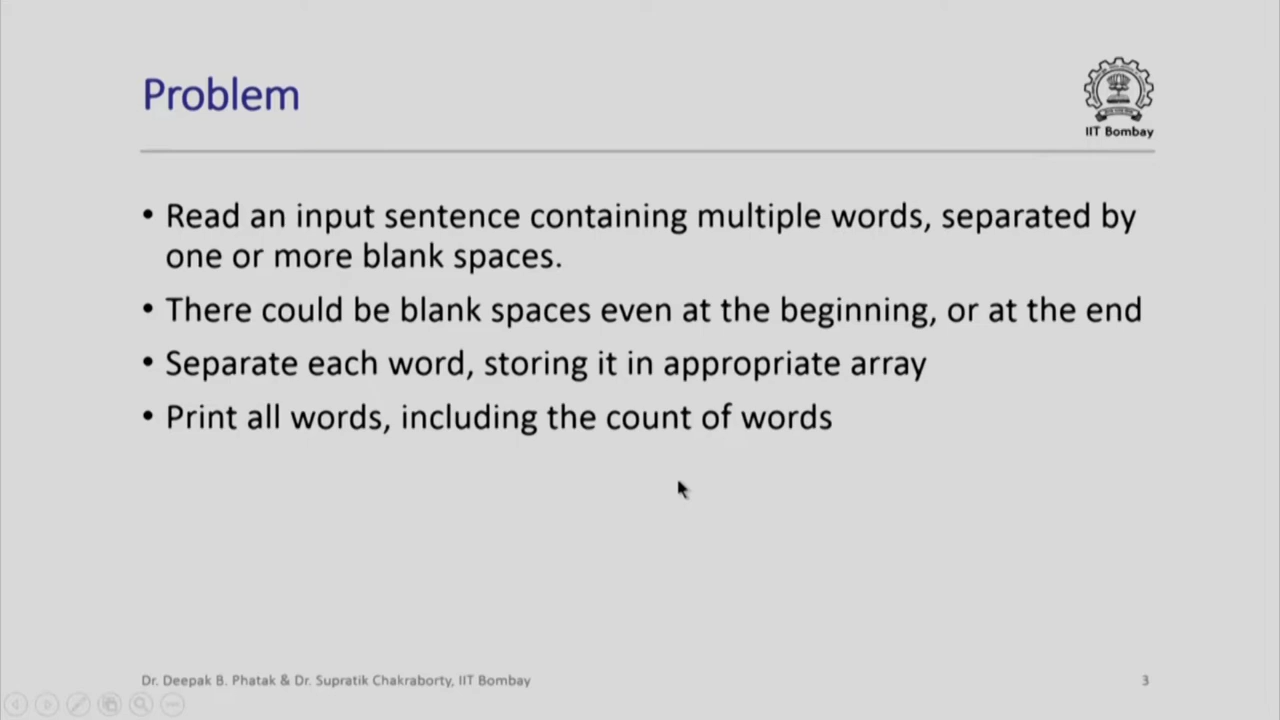 Problem
IIT Bombay
• Read an input sentence containing multiple words, separated by
one or more blank spaces.
• There could be blank spaces even at the beginning, or at the end
• Separate each word, storing it in appropriate array
• Print all words, including the count of words
Dr. Deepak B. Phatak & Dr. Supratik Chakraborty, IIT Bombay
3